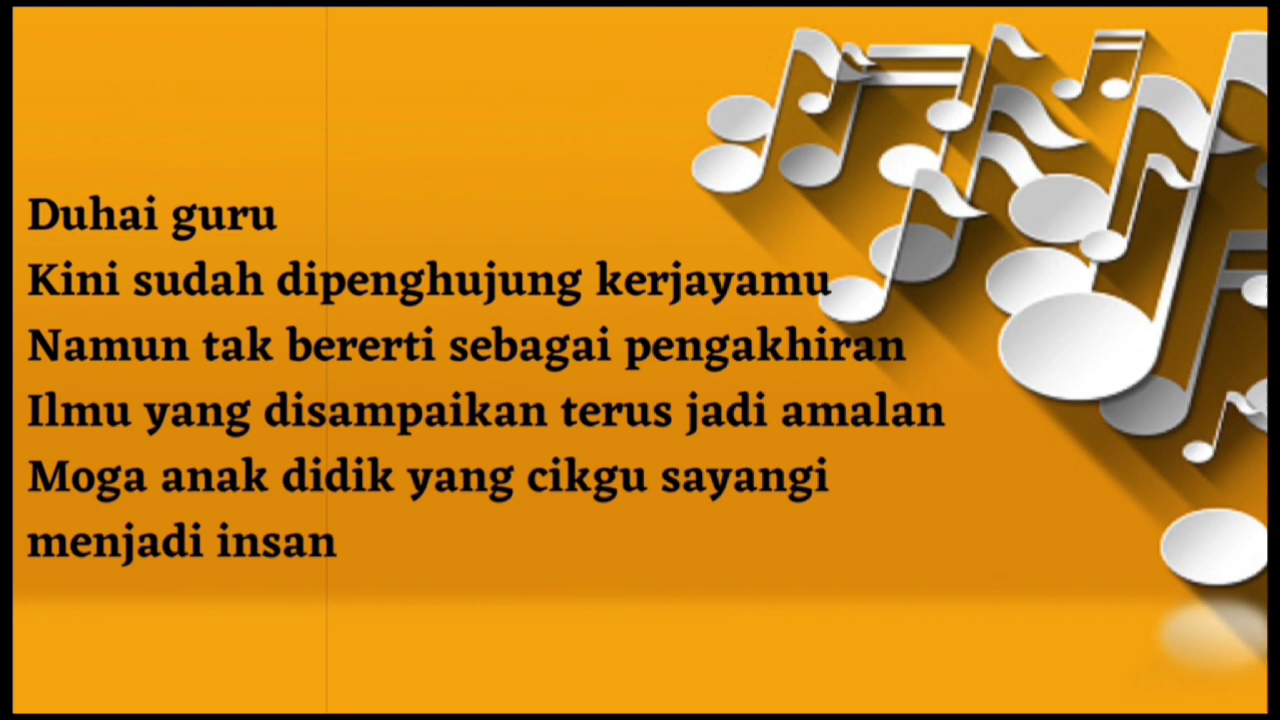 Duhai guru
Kini sudah dipenghujung kerjayamu
Namun tak bererti sebagai pengakhiran
Ilmu yang disampaikan terus jadi amalan
Moga anak didik yang cikgu sayangi
menjadi insan